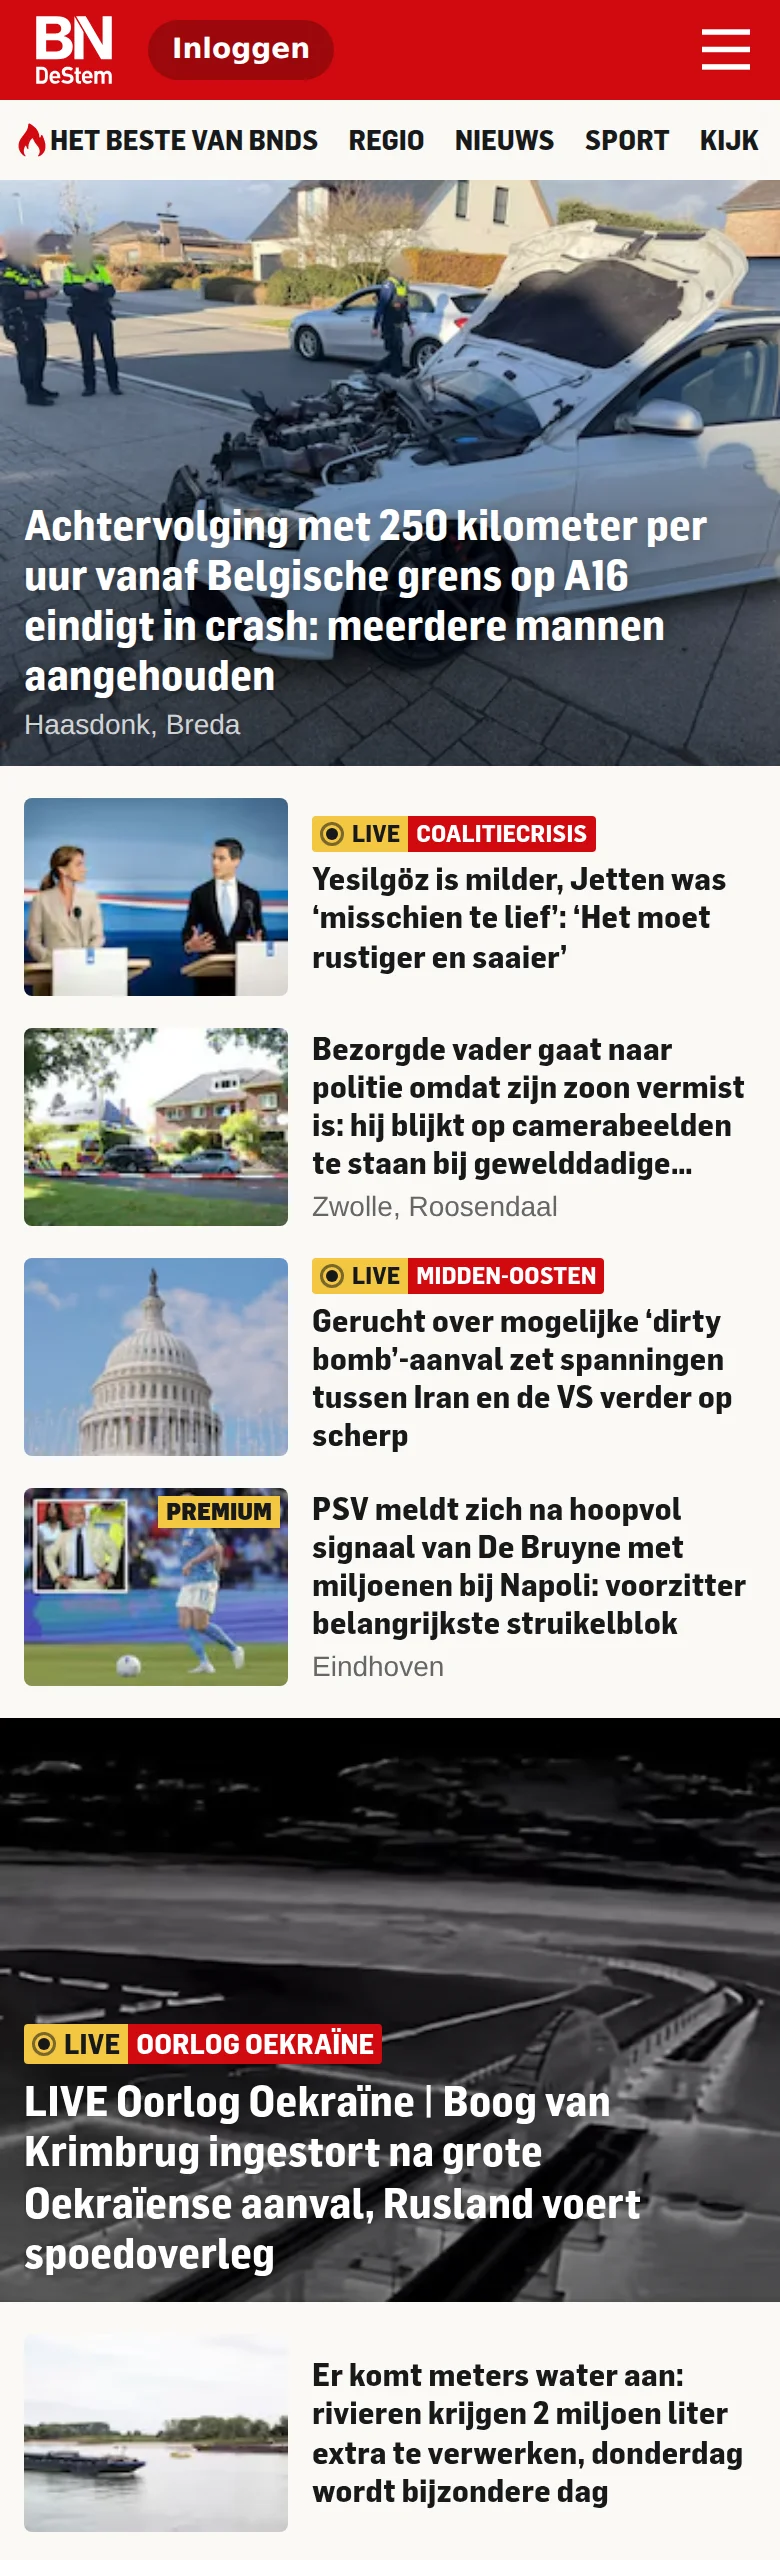 BN
DeStem
Inloggen
HET BESTE VAN BNDS REGIO NIEUWS SPORT KIJK
Achtervolging met 250 kilometer per
uur vanaf Belgische grens op A16
eindigt in crash: meerdere mannen
aangehouden
Haasdonk, Breda
LIVE COALITIECRISIS
Yesilgöz is milder, Jetten was
‘misschien te lief’: ‘Het moet
rustiger en saaier’
Bezorgde vader gaat naar
politie omdat zijn zoon vermist
is: hij blijkt op camerabeelden
te staan bij gewelddadige...
Zwolle, Roosendaal
LIVE MIDDEN-OOSTEN
Gerucht over mogelijke ‘dirty
bomb’-aanval zet spanningen
tussen Iran en de VS verder op
scherp
PREMIUM
PSV meldt zich na hoopvol
signaal van De Bruyne met
miljoenen bij Napoli: voorzitter
belangrijkste struikelblok
Eindhoven
LIVE OORLOG OEKRAÏNE
LIVE Oorlog Oekraïne | Boog van
Krimbrug ingestort na grote
Oekraïense aanval, Rusland voert
spoedoverleg
Er komt meters water aan:
rivieren krijgen 2 miljoen liter
extra te verwerken, donderdag
wordt bijzondere dag